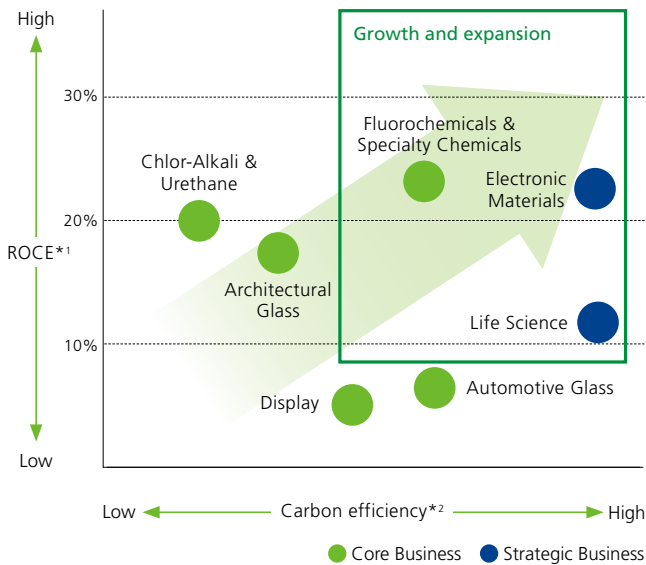 High
Growth and expansion
30%
Fluorochemicals &
Specialty Chemicals
Chlor-Alkali &
Urethane
Electronic
Materials
20%
ROCE*1
Architectural
Glass
Life Science
10%
Automotive Glass
Display
Low
Low
Carbon efficiency*2
High
Core Business
Strategic Business